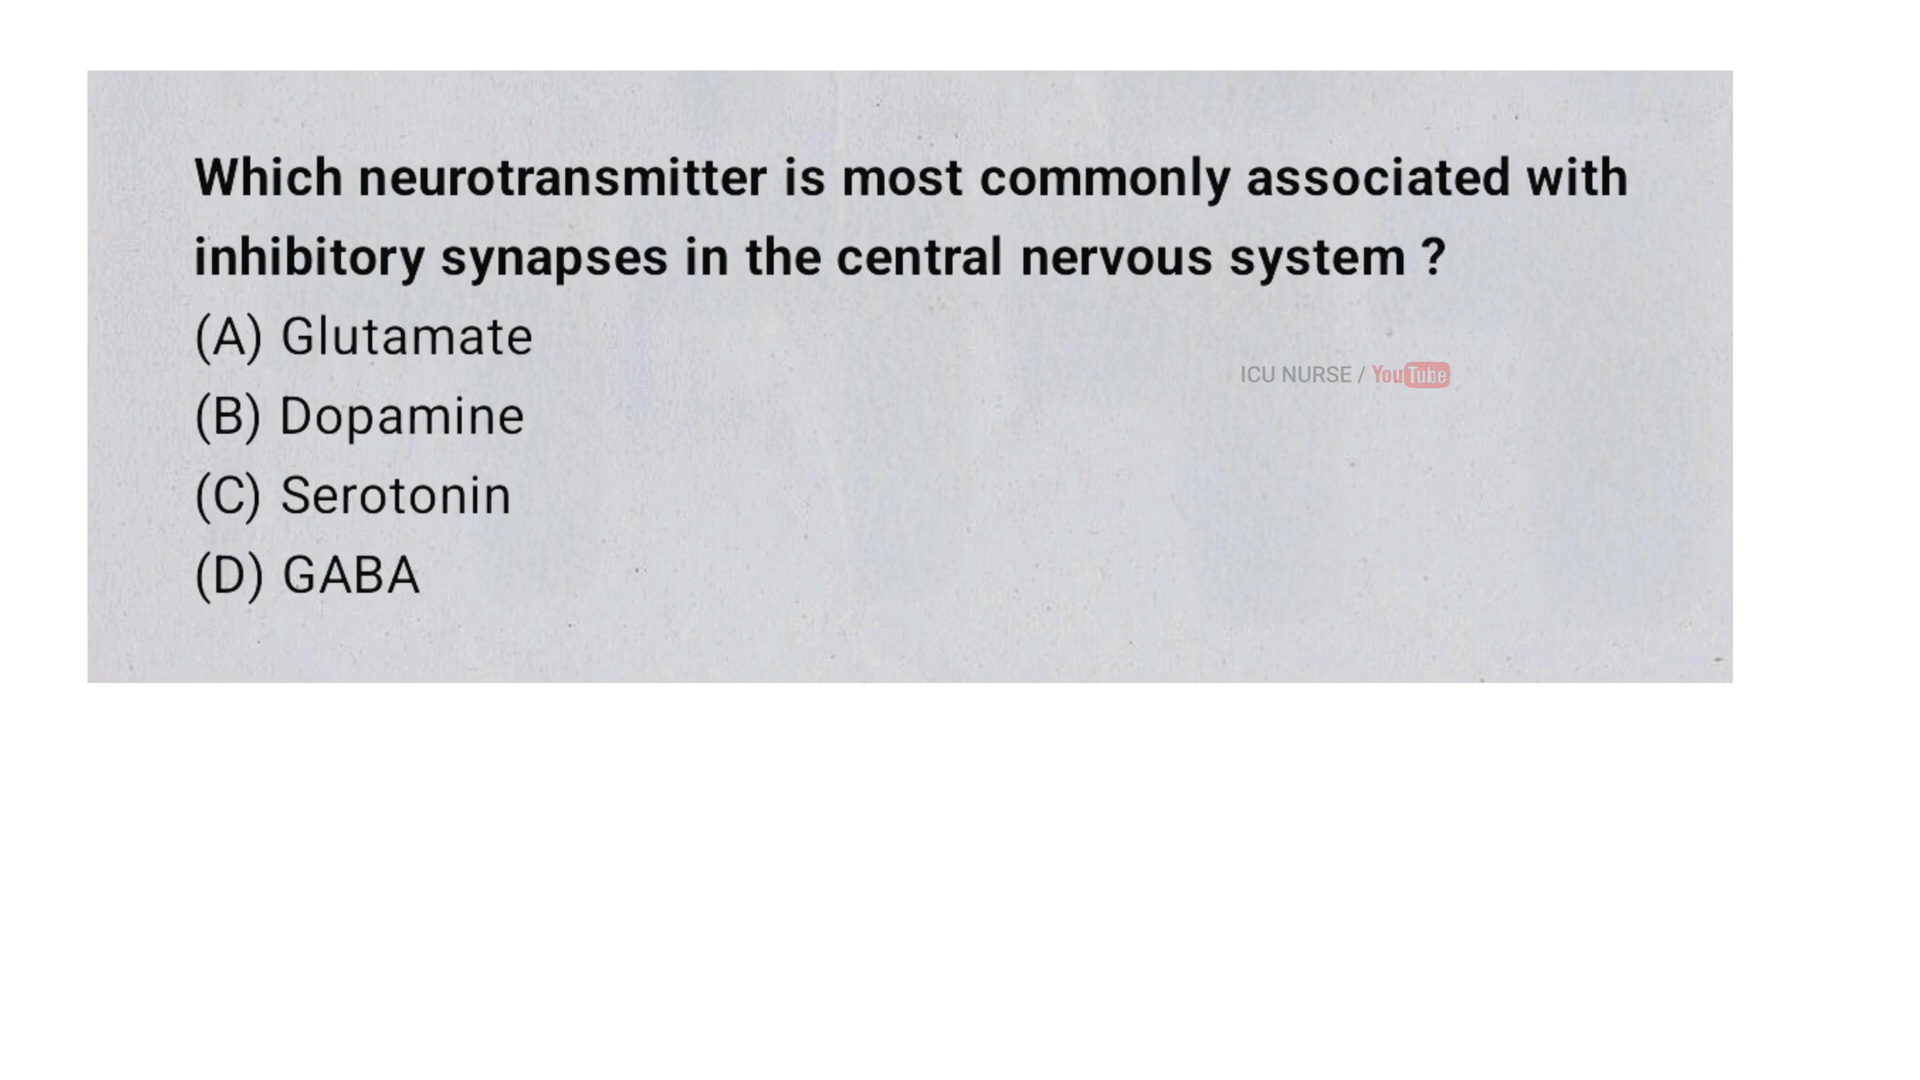 Which neurotransmitter is most commonly associated with
inhibitory synapses in the central nervous system ?
(A) Glutamate
(B) Dopamine
(C) Serotonin
(D) GABA
ICU NURSE / YouTube